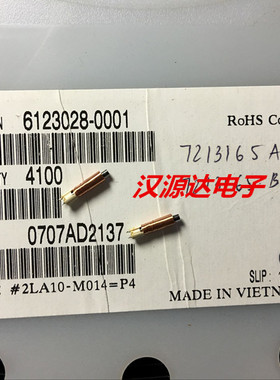 N 6123028-0001
RoHS Co
7213165 A
TY 4100
汉源达电子
0707AD2137
E #2LA10-M014=P4
SLIP:
MADE IN VIETN